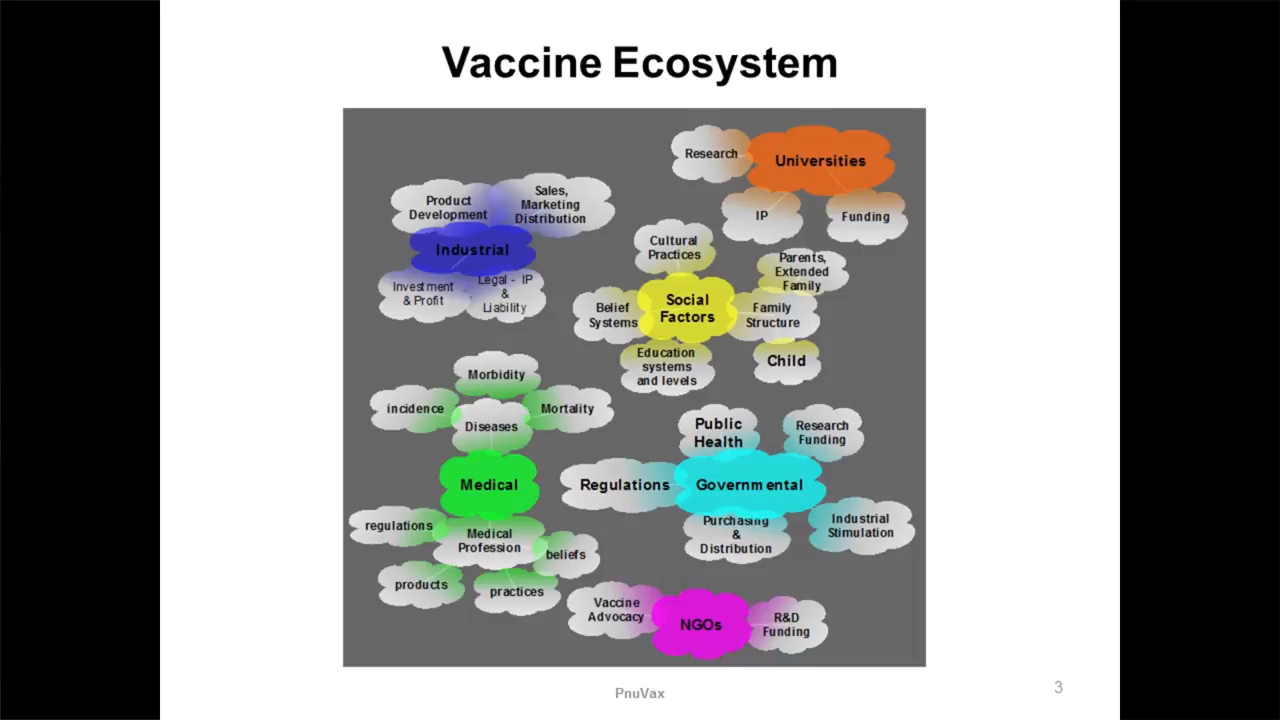 Vaccine Ecosystem
Research
Universities
IP
Funding
Product
Development
Sales,
Marketing
Distribution
Industrial
Investment
& Profit
Legal - IP
&
Liability
Cultural
Practices
Parents,
Extended
Family
Belief
Systems
Social
Factors
Family
Structure
Education
systems
and levels
Child
Morbidity
incidence
Mortality
Diseases
Medical
regulations
Medical
Profession
beliefs
products
practices
Public
Health
Research
Funding
Regulations
Governmental
Purchasing
&
Distribution
Industrial
Stimulation
Vaccine
Advocacy
NGOs
R&D
Funding
PnuVax
3